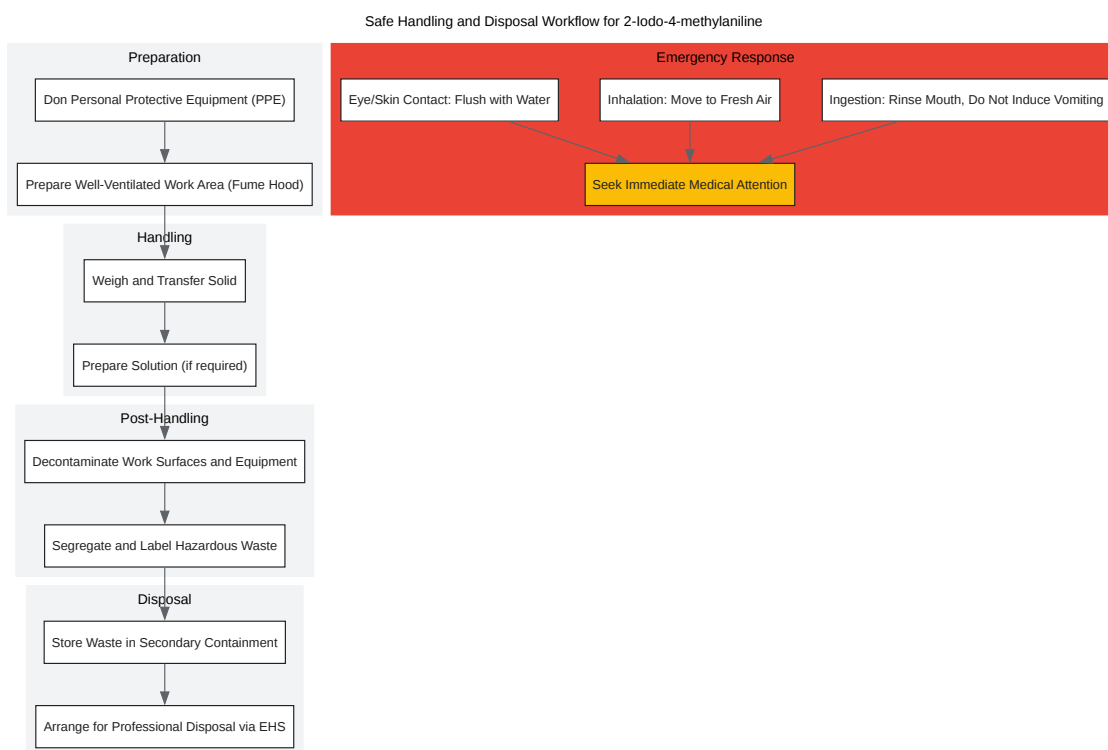 Safe Handling and Disposal Workflow for 2-Iodo-4-methylaniline
Preparation
Don Personal Protective Equipment (PPE)
Prepare Well-Ventilated Work Area (Fume Hood)
Handling
Weigh and Transfer Solid
Prepare Solution (if required)
Post-Handling
Decontaminate Work Surfaces and Equipment
Segregate and Label Hazardous Waste
Disposal
Store Waste in Secondary Containment
Arrange for Professional Disposal via EHS
Emergency Response
Eye/Skin Contact: Flush with Water
Inhalation: Move to Fresh Air
Ingestion: Rinse Mouth, Do Not Induce Vomiting
Seek Immediate Medical Attention